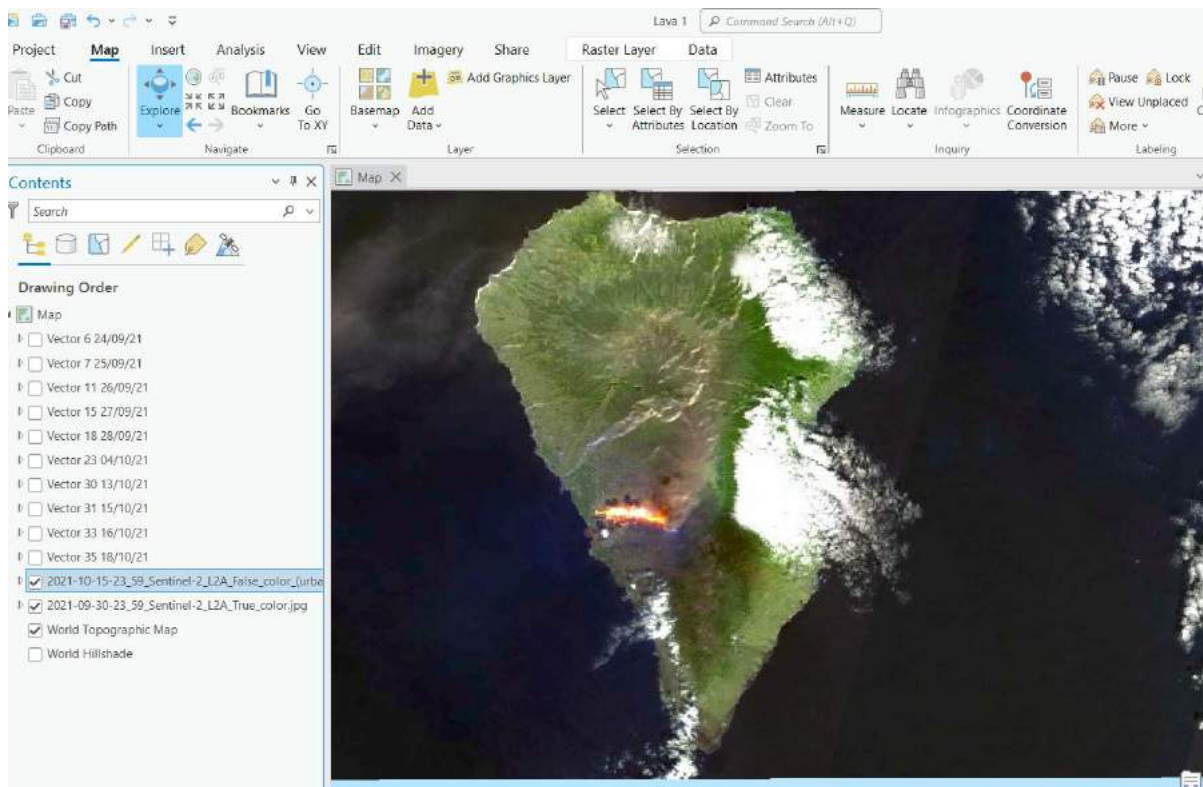 Lava 1 Command Search (Alt+Q)
Project Map Insert Analysis View Edit Imagery Share Raster Layer Data
Cut
Copy
Copy Path
Paste
Clipboard
Explore
Bookmarks
Go
To XY
Navigate
Basemap
Add
Data
Add Graphics Layer
Layer
Select
Select By
Attributes
Select By
Location
Attributes
Clear
Zoom To
Selection
Measure
Locate
Infographics
Coordinate
Conversion
Inquiry
Pause Lock
View Unplaced
More
Labeling
Contents
Search
Drawing Order
Map
Vector 6 24/09/21
Vector 7 25/09/21
Vector 11 26/09/21
Vector 15 27/09/21
Vector 18 28/09/21
Vector 23 04/10/21
Vector 30 13/10/21
Vector 31 15/10/21
Vector 33 16/10/21
Vector 35 18/10/21
2021-10-15-23_59_Sentinel-2_L2A_False_color_(urba
2021-09-30-23_59_Sentinel-2_L2A_True_color.jpg
World Topographic Map
World Hillshade
Map